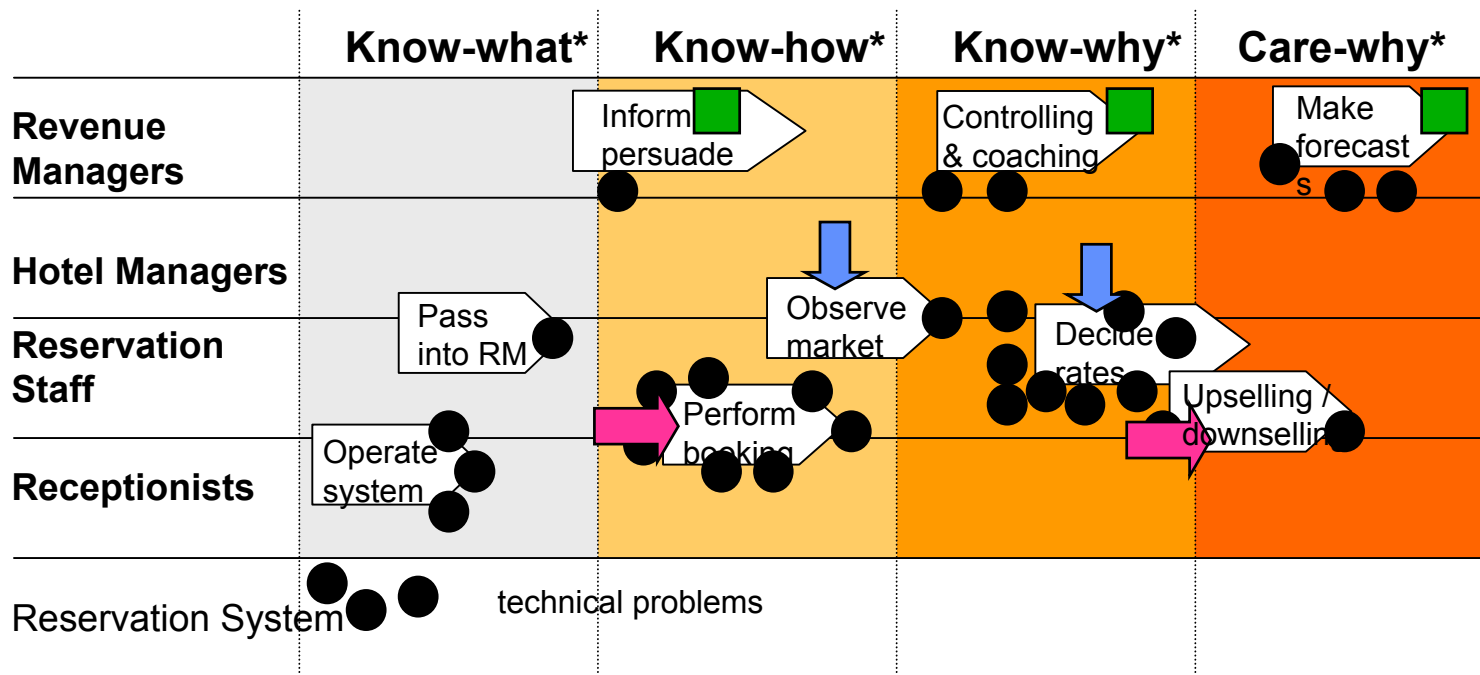 Know-what*
Know-how*
Know-why*
Care-why*
Revenue
Managers
Inform
persuade
Controlling
& coaching
Make
forecast
s
Hotel Managers
Observe
market
Decide
rates
Reservation
Staff
Pass
into RM
Perform
booking
Upselling /
downsellin
Receptionists
Operate
system
Reservation System
technical problems